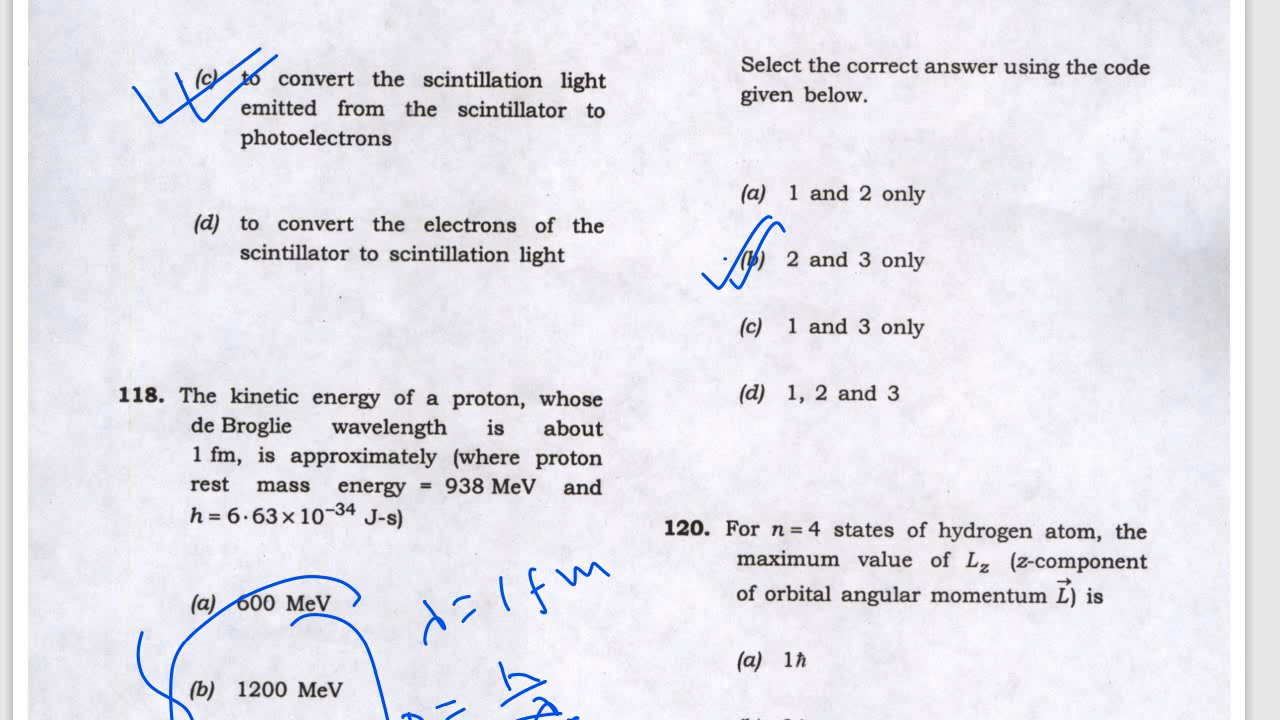 (c) to convert the scintillation light
emitted from the scintillator to
photoelectrons
(d) to convert the electrons of the
scintillator to scintillation light
118. The kinetic energy of a proton, whose
de Broglie wavelength is about
1 fm, is approximately (where proton
rest mass energy = 938 MeV and
h = 6·63 × 10⁻³⁴ J-s)
(a) 600 MeV
(b) 1200 MeV
λ = 1 fm
= h
Select the correct answer using the code
given below.
(a) 1 and 2 only
(b) 2 and 3 only
(c) 1 and 3 only
(d) 1, 2 and 3
120. For n = 4 states of hydrogen atom, the
maximum value of L_z (z-component
of orbital angular momentum L⃗) is
(a) 1ħ